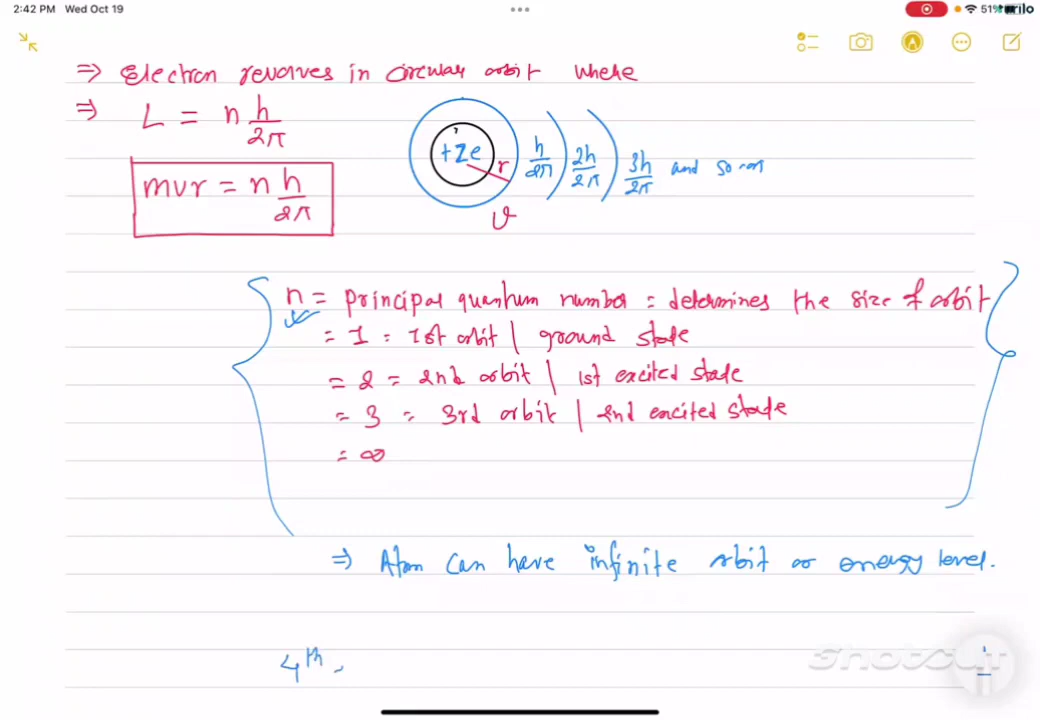 2:42 PM Wed Oct 19
51%
⇒ Electron revolves in circular orbit where
⇒ L = n h/2π
mvr = n h/2π
+Ze r h/2π 2h/2π 3h/2π and so on
v
n = principal quantum number = determines the size of orbit
= 1 = 1st orbit | ground state
= 2 = 2nd orbit | 1st excited state
= 3 = 3rd orbit | 2nd excited state
= ∞
⇒ Atom can have infinite orbit or energy level.
4th
shotcut